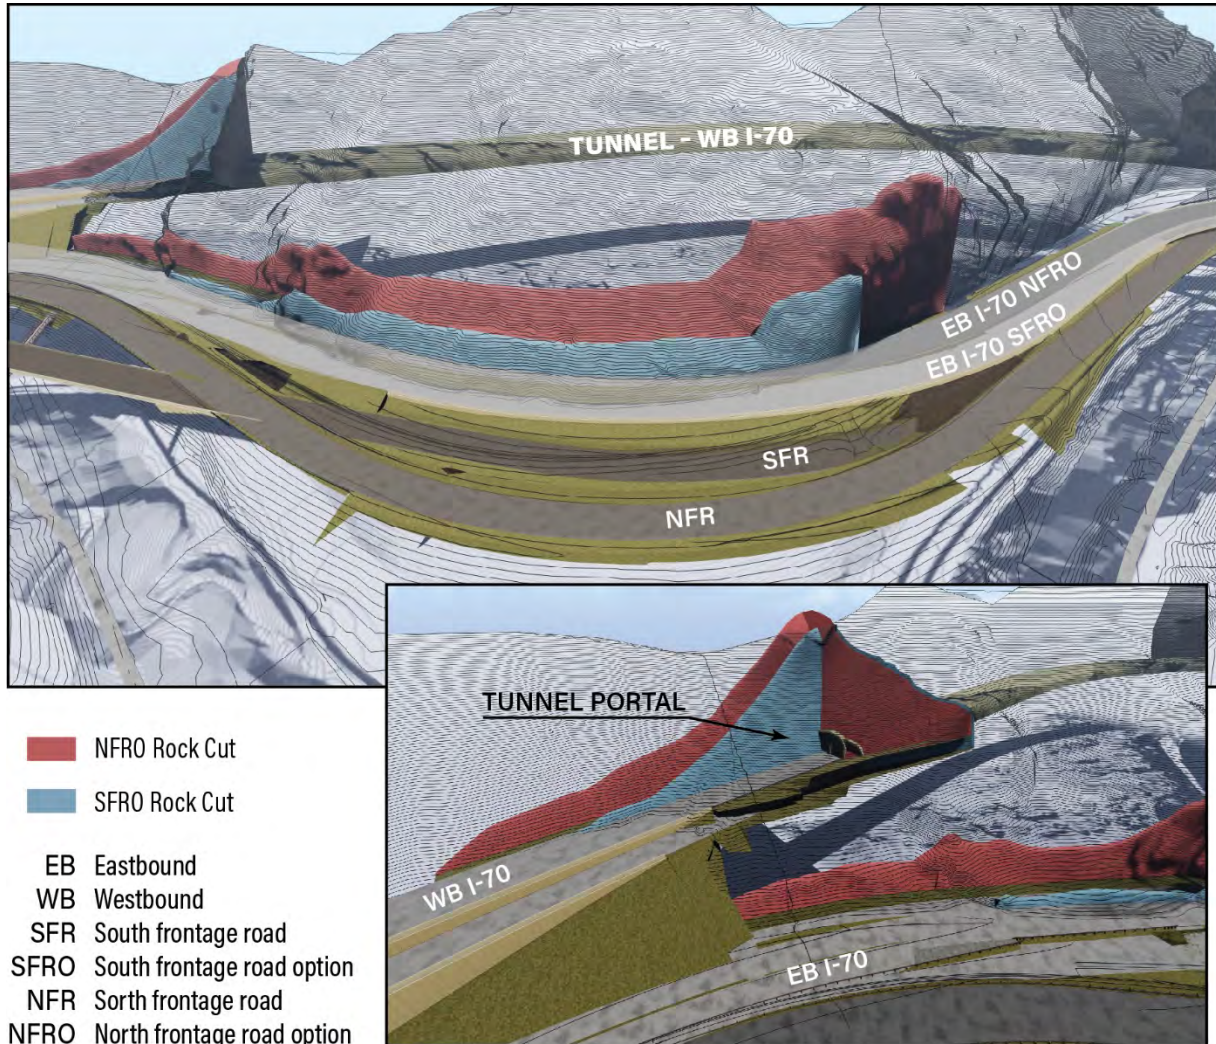 TUNNEL - WB I-70
EB I-70 NFRO
EB I-70 SFRO
SFR
NFR
TUNNEL PORTAL
WB I-70
EB I-70
NFRO Rock Cut
SFRO Rock Cut
EB Eastbound
WB Westbound
SFR South frontage road
SFRO South frontage road option
NFR Sorth frontage road
NFRO North frontage road option